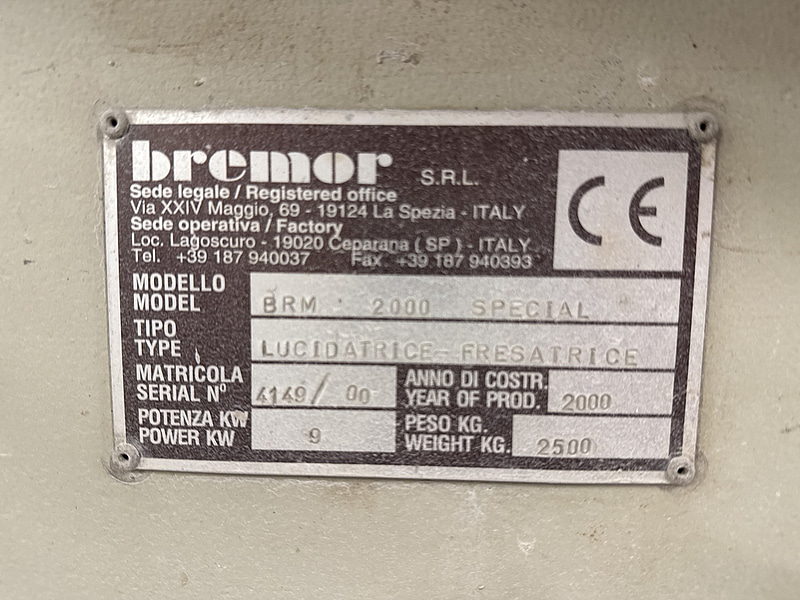 bremor S.R.L.
CE
Sede legale / Registered office
Via XXIV Maggio, 69 - 19124 La Spezia - ITALY
Sede operativa / Factory
Loc. Lagoscuro - 19020 Ceparana ( SP ) - ITALY
Tel. +39 187 940037 Fax +39 187 940393
MODELLO
MODEL BRM 2000 SPECIAL
TIPO
TYPE LUCIDATRICE-FRESATRICE
MATRICOLA
SERIAL Nº 4149/00
ANNO DI COSTR.
YEAR OF PROD. 2000
POTENZA KW
POWER KW 9
PESO KG.
WEIGHT KG. 2500